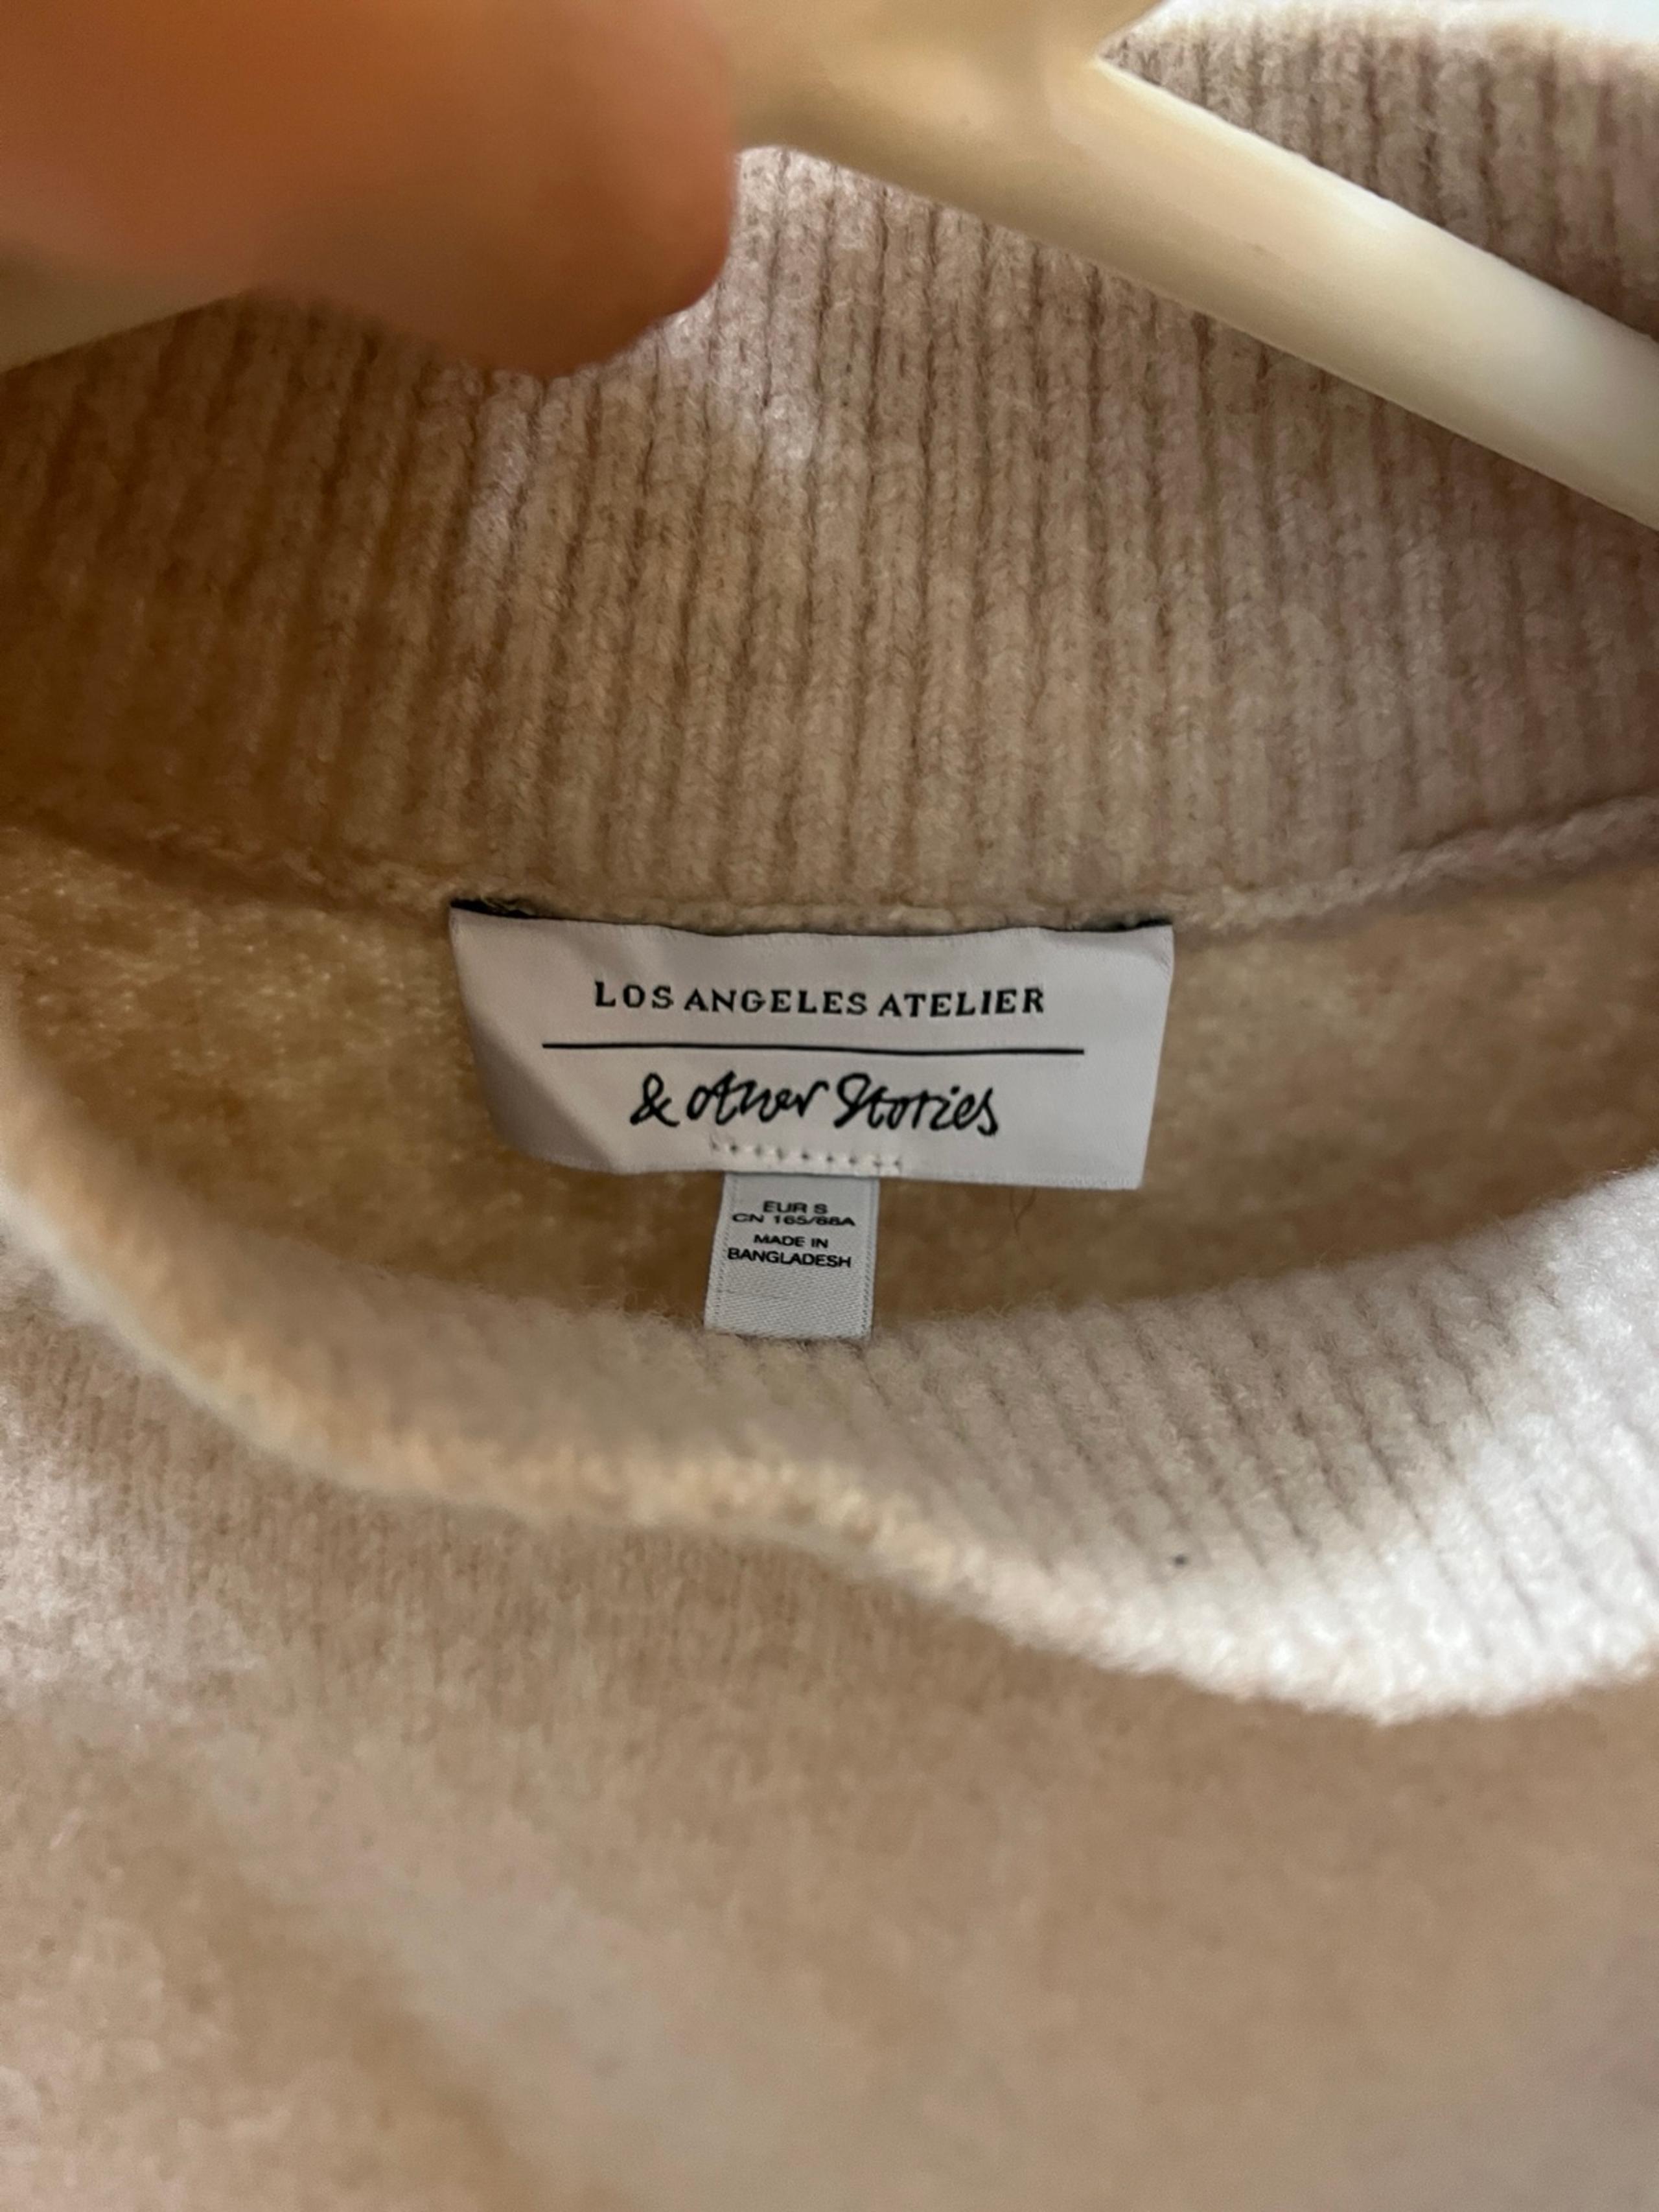 LOS ANGELES ATELIER
& other Stories
EUR S
CN 165/88A
MADE IN
BANGLADESH